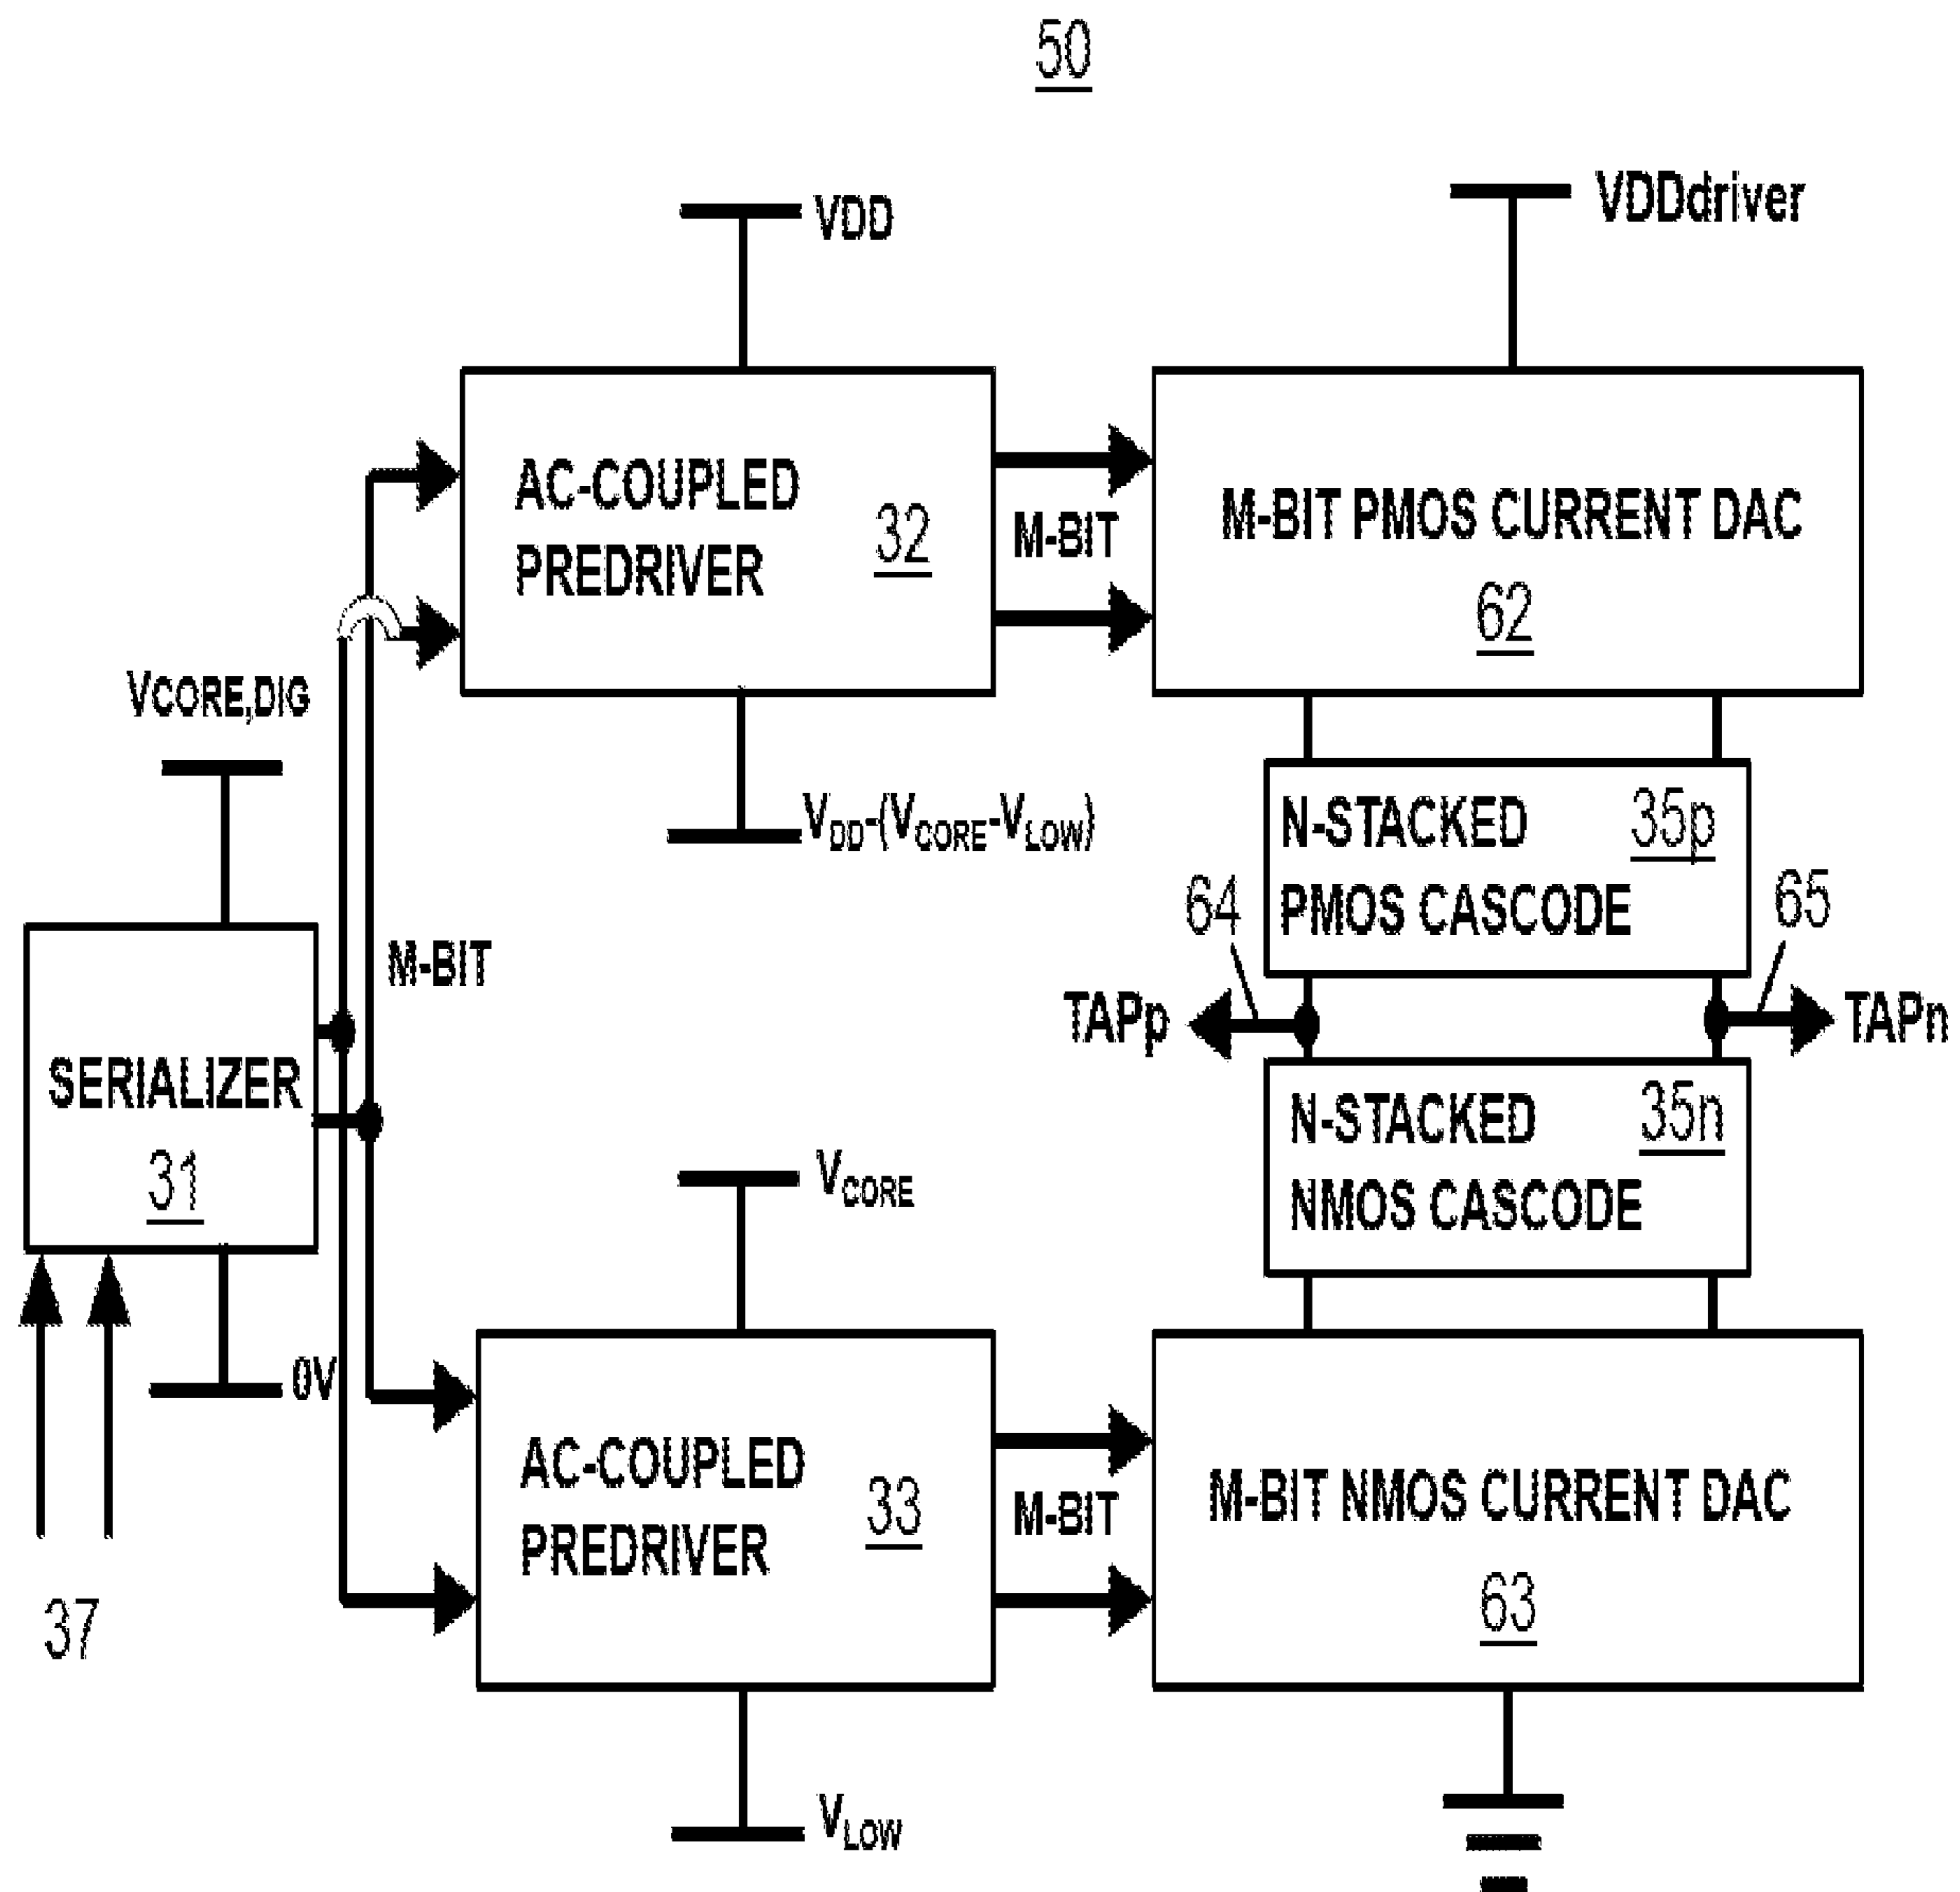 50
VDD
VDDdriver
AC-COUPLED
PREDRIVER
32
M-BIT
M-BIT PMOS CURRENT DAC
62
VCORE,DIG
VDD-(VCORE-VLOW)
N-STACKED
PMOS CASCODE
35p
64
65
M-BIT
TAPp
TAPn
SERIALIZER
31
N-STACKED
NMOS CASCODE
35n
VCORE
0V
AC-COUPLED
PREDRIVER
33
M-BIT
M-BIT NMOS CURRENT DAC
63
37
VLOW